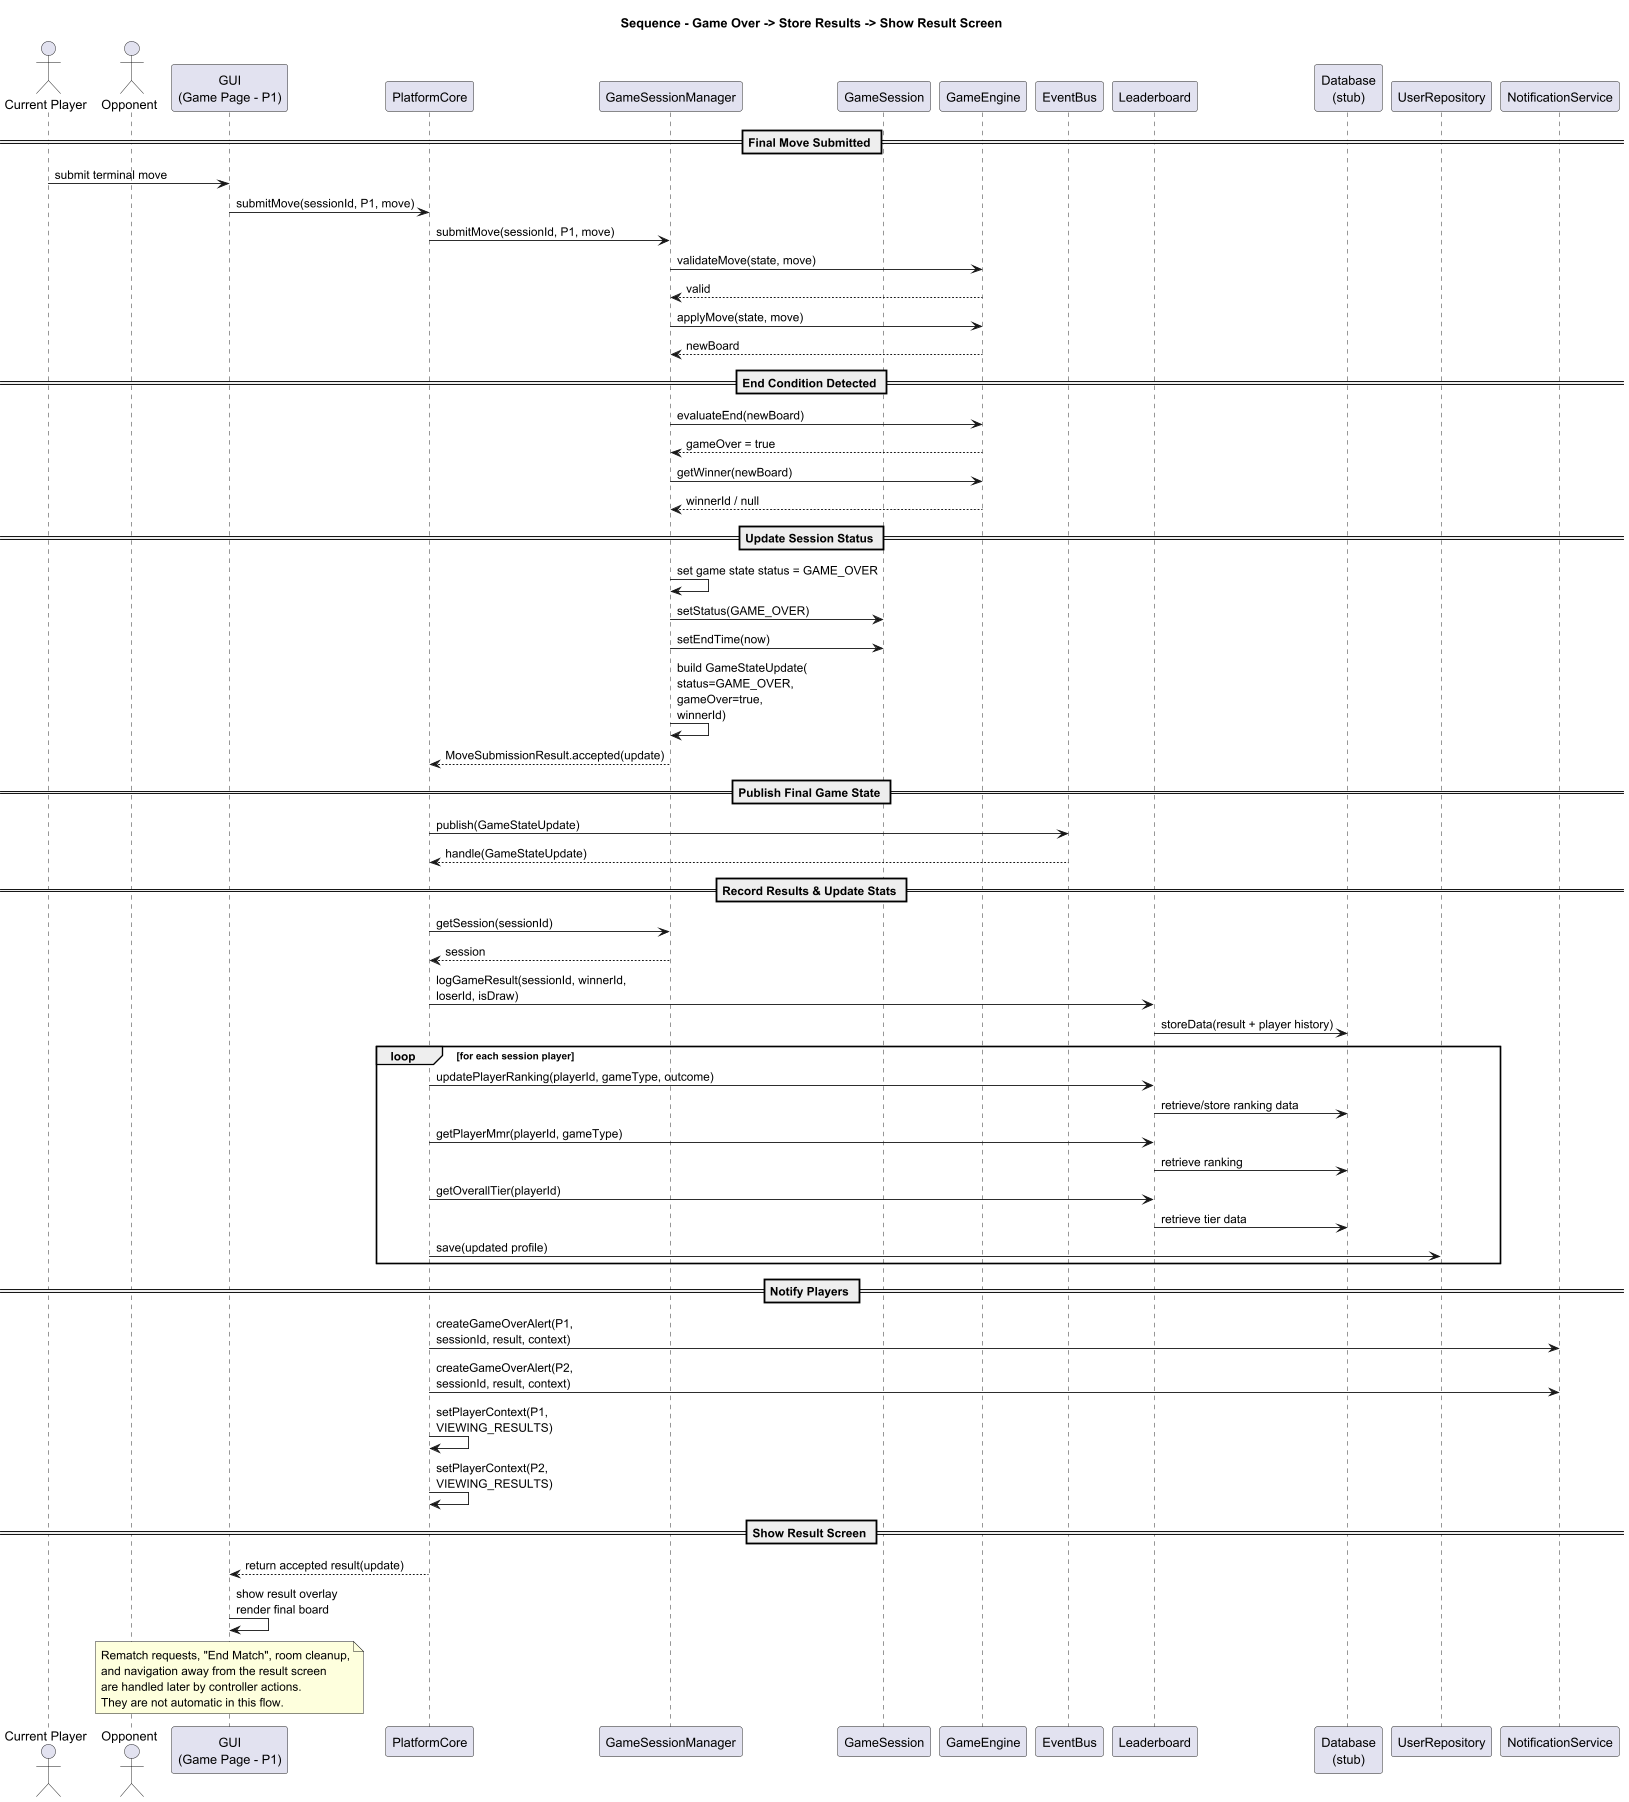 Sequence - Game Over -> Store Results -> Show Result Screen
Current Player
Opponent
GUI
(Game Page - P1)
PlatformCore
GameSessionManager
GameSession
GameEngine
EventBus
Leaderboard
Database
(stub)
UserRepository
NotificationService
Final Move Submitted
submit terminal move
submitMove(sessionId, P1, move)
submitMove(sessionId, P1, move)
validateMove(state, move)
valid
applyMove(state, move)
newBoard
End Condition Detected
evaluateEnd(newBoard)
gameOver = true
getWinner(newBoard)
winnerId / null
Update Session Status
set game state status = GAME_OVER
setStatus(GAME_OVER)
setEndTime(now)
build GameStateUpdate(
status=GAME_OVER,
gameOver=true,
winnerId)
MoveSubmissionResult.accepted(update)
Publish Final Game State
publish(GameStateUpdate)
handle(GameStateUpdate)
Record Results & Update Stats
getSession(sessionId)
session
logGameResult(sessionId, winnerId,
loserId, isDraw)
storeData(result + player history)
loop
[for each session player]
updatePlayerRanking(playerId, gameType, outcome)
retrieve/store ranking data
getPlayerMmr(playerId, gameType)
retrieve ranking
getOverallTier(playerId)
retrieve tier data
save(updated profile)
Notify Players
createGameOverAlert(P1,
sessionId, result, context)
createGameOverAlert(P2,
sessionId, result, context)
setPlayerContext(P1,
VIEWING_RESULTS)
setPlayerContext(P2,
VIEWING_RESULTS)
Show Result Screen
return accepted result(update)
show result overlay
render final board
Rematch requests, "End Match", room cleanup,
and navigation away from the result screen
are handled later by controller actions.
They are not automatic in this flow.
Current Player
Opponent
GUI
(Game Page - P1)
PlatformCore
GameSessionManager
GameSession
GameEngine
EventBus
Leaderboard
Database
(stub)
UserRepository
NotificationService